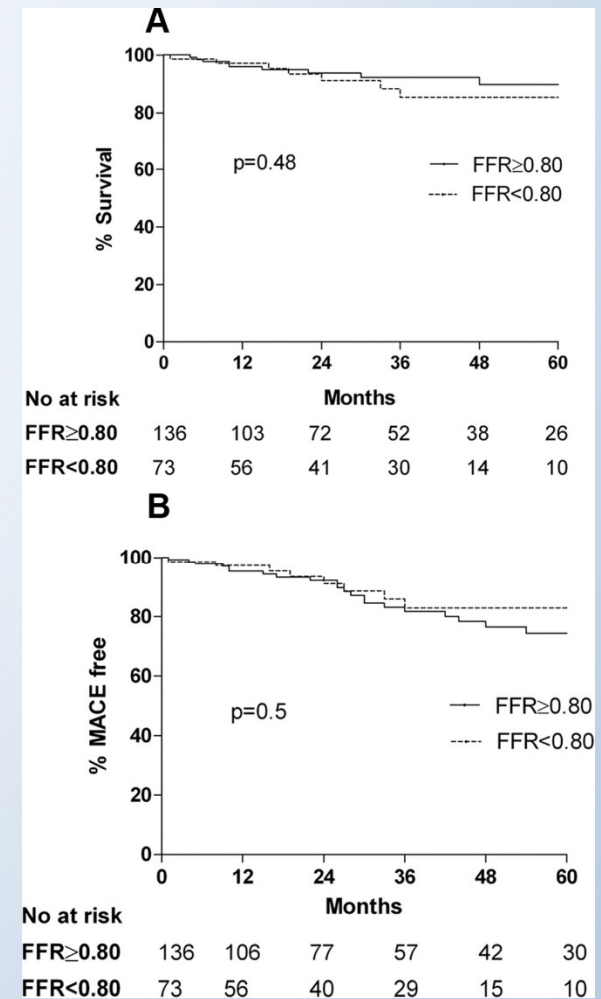 A
100
80
60
40
20
0
% Survival
p=0.48
FFR≥0.80
FFR<0.80
0 12 24 36 48 60
No at risk Months
FFR≥0.80 136 103 72 52 38 26
FFR<0.80 73 56 41 30 14 10
B
100
80
60
40
20
0
% MACE free
p=0.5
FFR≥0.80
FFR<0.80
0 12 24 36 48 60
No at risk Months
FFR≥0.80 136 106 77 57 42 30
FFR<0.80 73 56 40 29 15 10